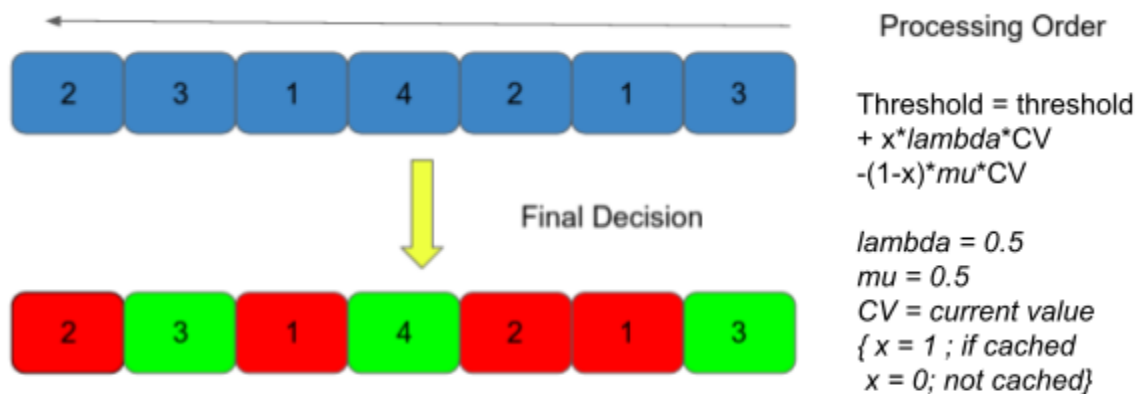 Processing Order
2 3 1 4 2 1 3
Threshold = threshold
+ x*lambda*CV
-(1-x)*mu*CV
Final Decision
lambda = 0.5
mu = 0.5
CV = current value
{ x = 1 ; if cached
x = 0; not cached}
2 3 1 4 2 1 3